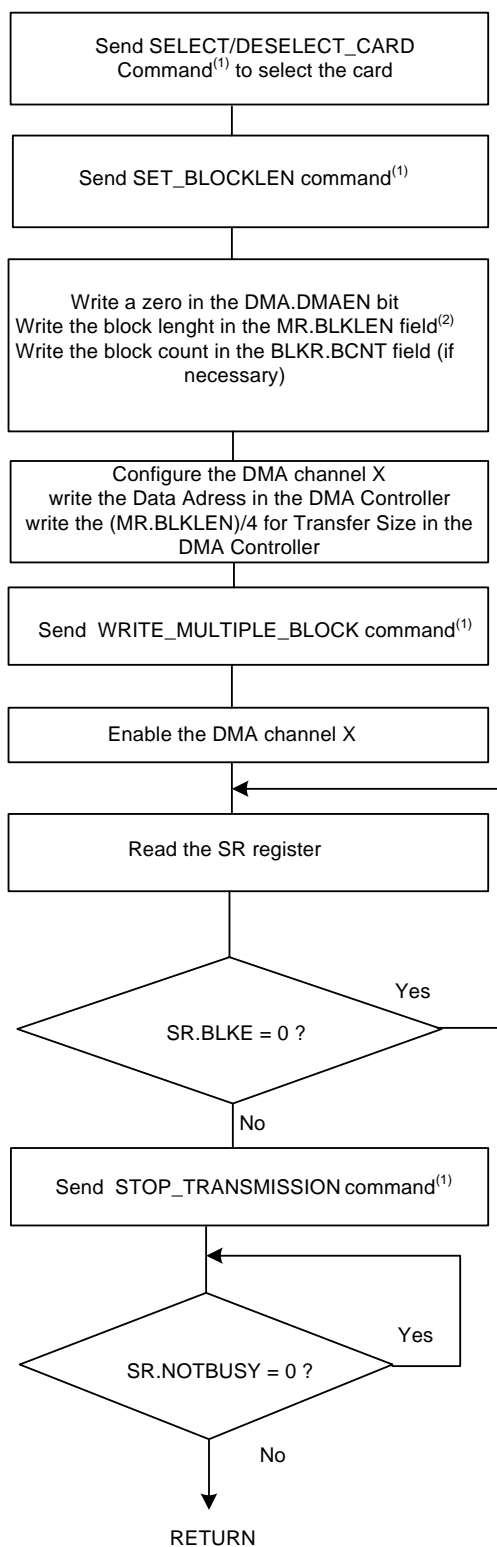 Send SELECT/DESELECT_CARD
Command(1) to select the card
Send SET_BLOCKLEN command(1)
Write a zero in the DMA.DMAEN bit
Write the block lenght in the MR.BLKLEN field(2)
Write the block count in the BLKR.BCNT field (if
necessary)
Configure the DMA channel X
write the Data Adress in the DMA Controller
write the (MR.BLKLEN)/4 for Transfer Size in the
DMA Controller
Send WRITE_MULTIPLE_BLOCK command(1)
Enable the DMA channel X
Read the SR register
Yes
SR.BLKE = 0 ?
No
Send STOP_TRANSMISSION command(1)
Yes
SR.NOTBUSY = 0 ?
No
RETURN